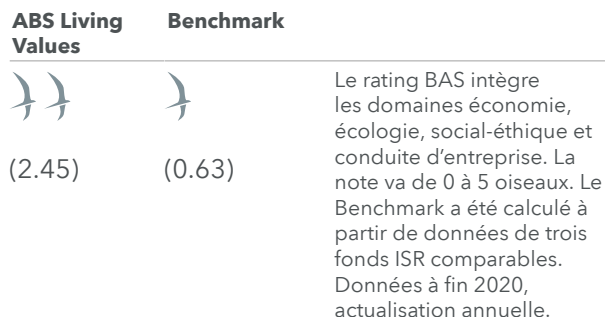 ABS Living Benchmark
Values
(2.45) (0.63)
Le rating BAS intègre
les domaines économie,
écologie, social-éthique et
conduite d’entreprise. La
note va de 0 à 5 oiseaux. Le
Benchmark a été calculé à
partir de données de trois
fonds ISR comparables.
Données à fin 2020,
actualisation annuelle.